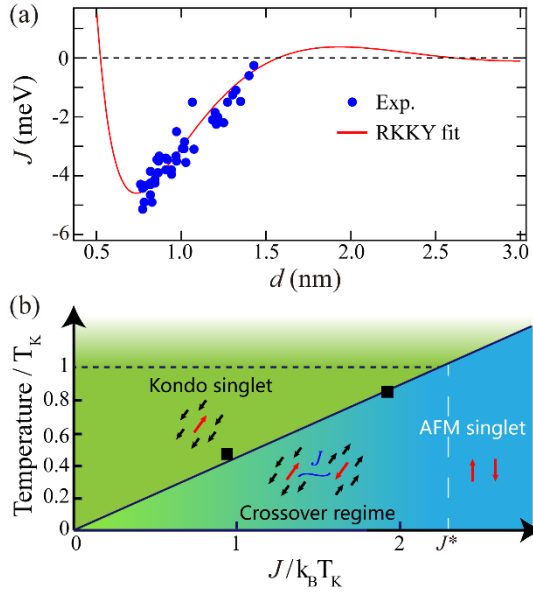 (a)
J (meV)
0
-2
-4
-6
Exp.
RKKY fit
0.5 1.0 1.5 2.0 2.5 3.0
d (nm)
(b)
Temperature / T_K
1
0.8
0.6
0.4
0.2
0
Kondo singlet
AFM singlet
J
Crossover regime
0 1 2 J*
J/k_BT_K